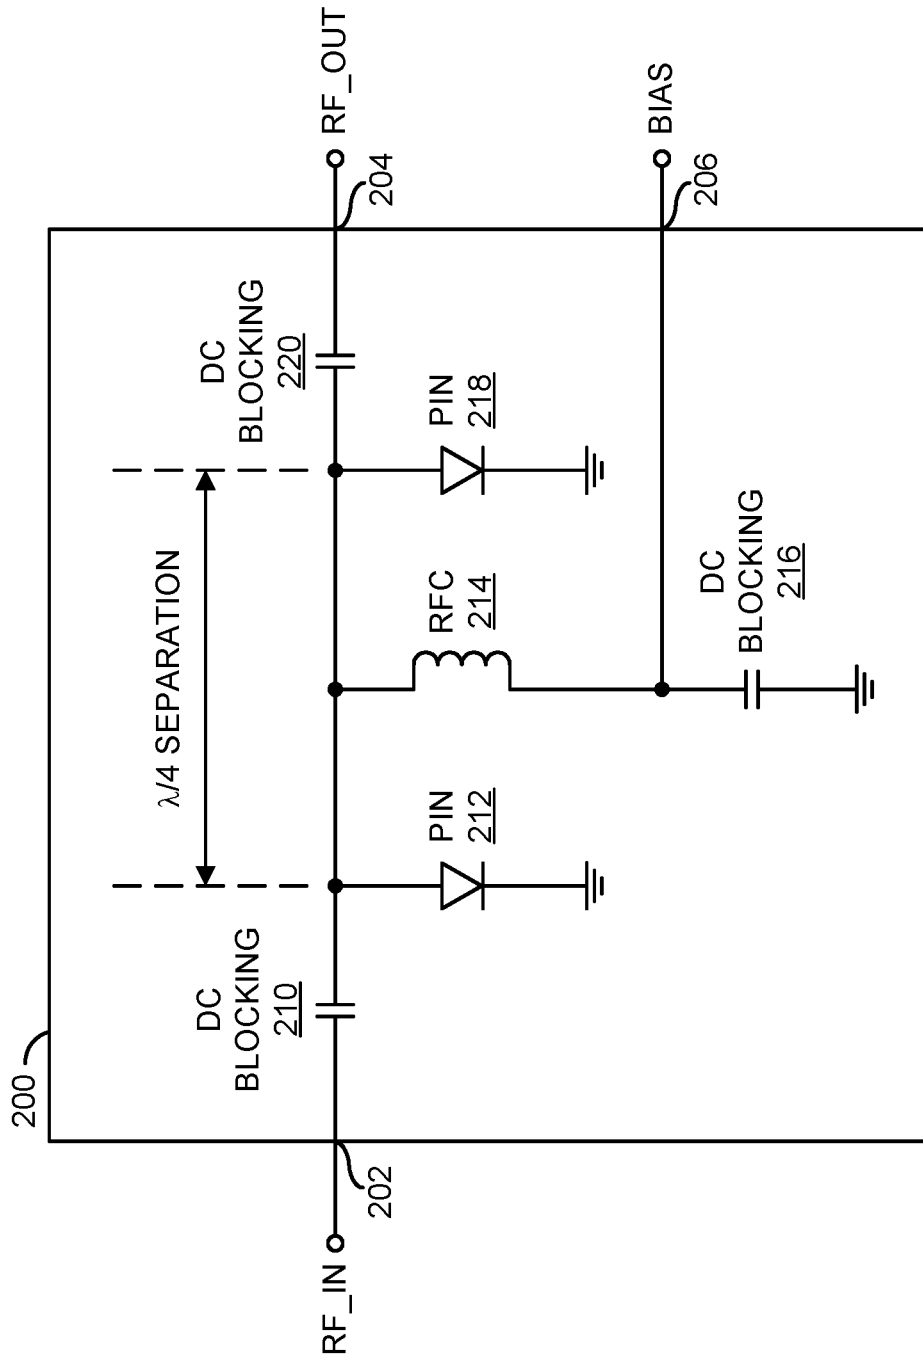 200
λ/4 SEPARATION
DC
BLOCKING
210
DC
BLOCKING
220
RF_IN
202
RF_OUT
204
PIN
212
RFC
214
PIN
218
BIAS
206
DC
BLOCKING
216